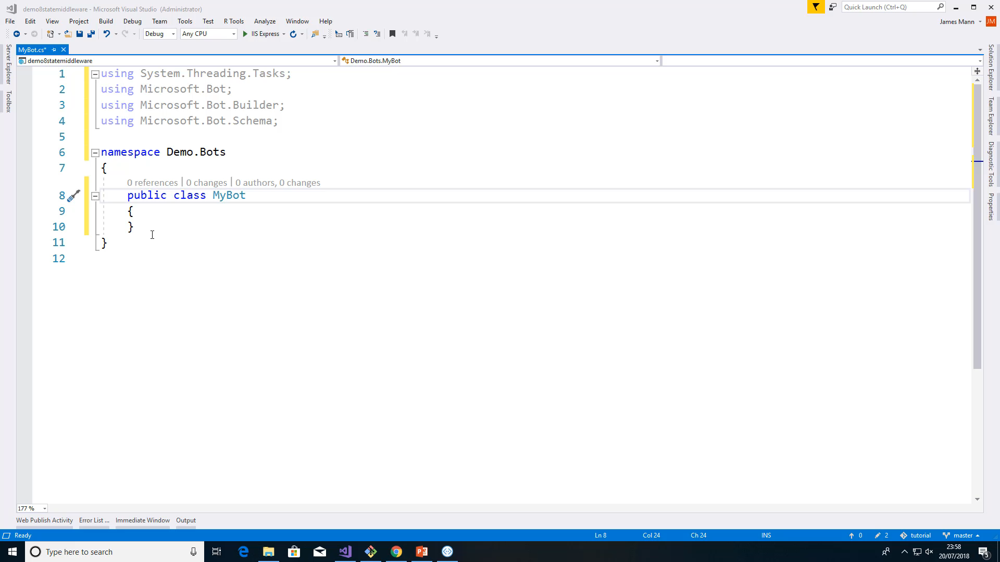 demo8statemiddleware - Microsoft Visual Studio (Administrator)
Quick Launch (Ctrl+Q)
File Edit View Project Build Debug Team Tools Test R Tools Analyze Window Help
James Mann JM
Debug Any CPU IIS Express
MyBot.cs*
demo8statemiddleware Demo.Bots.MyBot
Server Explorer
Toolbox
Solution Explorer
Team Explorer
Diagnostic Tools
Properties
1 using System.Threading.Tasks;
2 using Microsoft.Bot;
3 using Microsoft.Bot.Builder;
4 using Microsoft.Bot.Schema;
5
6 namespace Demo.Bots
7 {
0 references | 0 changes | 0 authors, 0 changes
8 public class MyBot
9 {
10 }
11 }
12
177 %
Web Publish Activity Error List ... Immediate Window Output
Ready Ln 8 Col 24 Ch 24 INS 0 2 tutorial master
Type here to search
23:58
20/07/2018
5